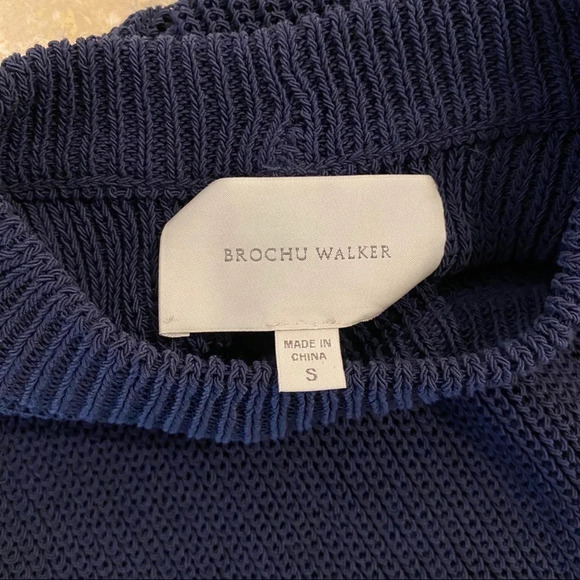 BROCHU WALKER
MADE IN
CHINA
S